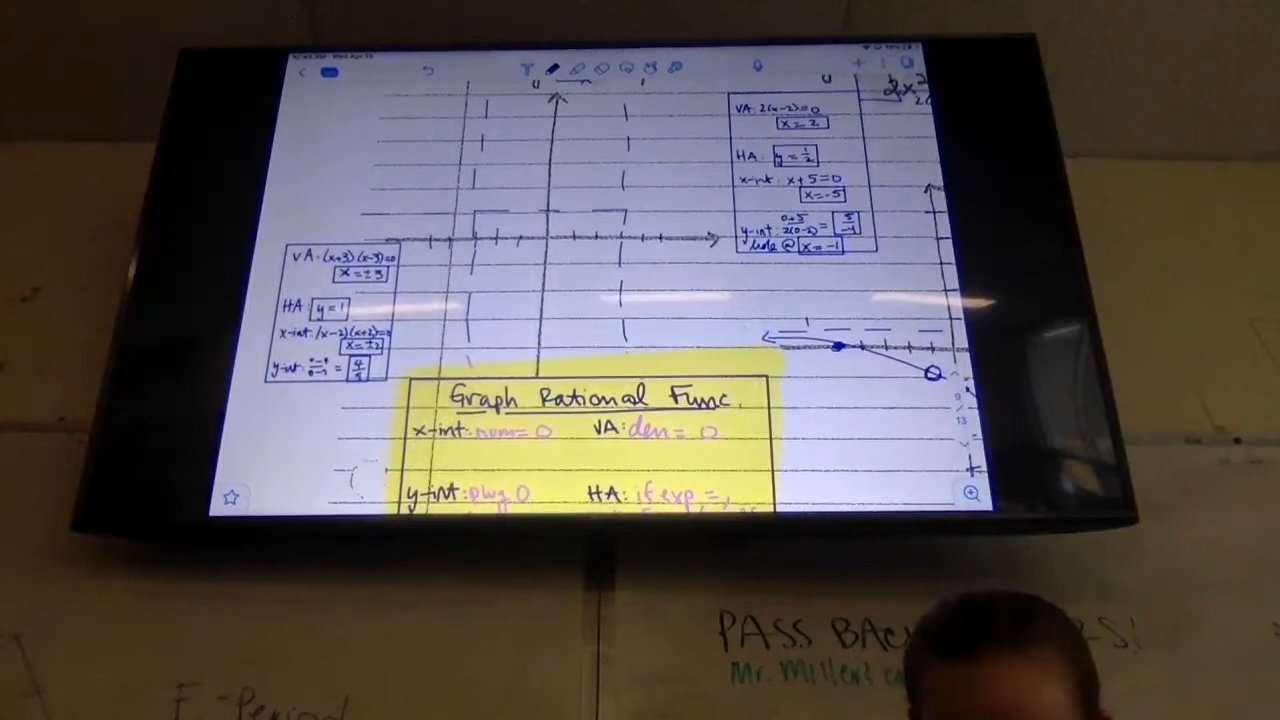 VA: 2(x-2)=0
x=2
HA: y=1/2
x-int: x+5=0
x=-5
y-int: 0+5/2(0-2) = 5/-4
hole @ x=-1
VA: (x+3)(x-3)=0
x=±3
HA: y=1
x-int: (x-2)(x+2)=0
x=±2
y-int: = 4/9
Graph Rational Func.
x-int: num=0 VA: den=0
y-int: plug 0 HA: if exp =,
9
13
PASS BAC
Mr. Miller's
F-Period